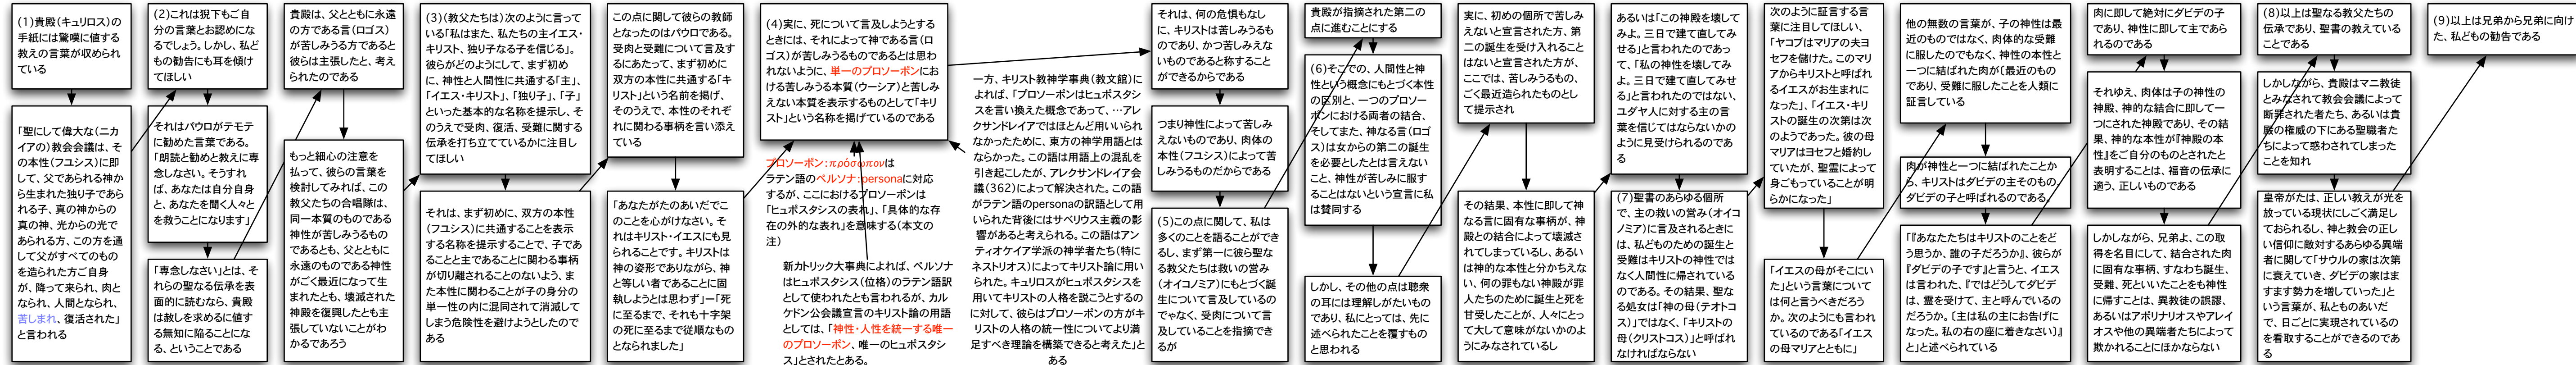 (1)貴殿(キュリロス)の
手紙には驚嘆に値する
教えの言葉が収められ
ている
「聖にして偉大な(ニカ
イアの)教会会議は、そ
の本性(フユシス)に即
して、父であられる神か
ら生まれた独り子であら
れる子、真の神からの
真の神、光からの光で
あられる方、この方を通
して父がすべてのもの
を造られた方ご自身
が、降って来られ、肉と
なられ、人間となられ、
苦しまれ、復活された」
と言われる
(2)これは猊下もご自
分の言葉とお認めにな
るでしょう。しかし、私ど
もの勧告にも耳を傾け
てほしい
それはパウロがテモテ
に勧めた言葉である。
「朗読と勧めと教えに専
念しなさい。そうすれ
ば、あなたは自分自身
と、あなたを聞く人々と
を救うことになります」
「専念しなさい」とは、そ
れらの聖なる伝承を表
面的に読むなら、貴殿
は赦しを求めるに値す
る無知に陥ることにな
る、ということである
貴殿は、父とともに永遠
の方である言(ロゴス)
が苦しみうる方であると
彼らは主張したと、考え
られたのである
もっと細心の注意を
払って、彼らの言葉を
検討してみれば、この
教父たちの合唱隊は、
同一本質のものである
神性が苦しみうるもの
であるとも、父とともに
永遠のものである神性
がごく最近になって生
まれたとも、壊滅された
神殿を復興したとも主
張していないことがわ
かるであろう
(3)(教父たちは)次のように言って
いる「私はまた、私たちの主イエス・
キリスト、独り子なる子を信じる」。
彼らがどのようにして、まず初め
に、神性と人間性に共通する「主」、
「イエス・キリスト」、「独り子」、「子」
といった基本的な名称を提示し、そ
のうえで受肉、復活、受難に関する
伝承を打ち立てているかに注目し
てほしい
それは、まず初めに、双方の本性
(フユシス)に共通することを表示
する名称を提示することで、子であ
ることと主であることに関わる事柄
が切り離されることのないよう、ま
た本性に関わることが子の身分の
単一性の内に混同されて消滅して
しまう危険性を避けようとしたので
ある
この点に関して彼らの教師
となったのはパウロである。
受肉と受難について言及す
るにあたって、まず初めに
双方の本性に共通する「キ
リスト」という名前を掲げ、
そのうえで、本性のそれぞ
れに関わる事柄を言い添え
ている
「あなたがたのあいだでこ
のことを心がけなさい。そ
れはキリスト・イエスにも見
られることです。キリストは
神の姿形でありながら、神
と等しい者であることに固
執しようとは思わず」―「死
に至るまで、それも十字架
の死に至るまで従順なもの
となられました」
(4)実に、死について言及しようとする
ときには、それによって神である言(ロ
ゴス)が苦しみうるものであるとは思わ
れないように、単一のプロソーポンにお
ける苦しみうる本質(ウーシア)と苦しみ
えない本質を表示するものとして「キリ
スト」という名称を掲げているのである
プロソーポン:πρόσωπονは
ラテン語のペルソナ:personaに対応
するが、ここにおけるプロソーポンは
「ヒュポスタシスの表れ」、「具体的な存
在の外的な表れ」を意味する(本文の
注)
新カトリック大事典によれば、ペルソナ
はヒュポスタシス(位格)のラテン語訳
として使われたとも言われるが、カル
ケドン公会議宣言のキリスト論の用語
としては、「神性・人性を統一する唯一
のプロソーポン、唯一のヒュポスタシ
ス」とされたとある。
一方、キリスト教神学事典(教文館)に
よれば、「プロソーポンはヒュポスタシ
スを言い換えた概念であって、…アレ
クサンドレイアではほとんど用いられ
なかったために、東方の神学用語とは
ならなかった。この語は用語上の混乱を
引き起こしたが、アレクサンドレイア会
議(362)によって解決された。この語
がラテン語のpersonaの訳語として用
いられた背後にはサベリウス主義の影
響があると考えられる。この語はアン
ティオケイア学派の神学者たち(特に
ネストリオス)によってキリスト論に用い
られた。キュロスがヒュポスタシスを
用いてキリストの人格を説こうとするの
に対して、彼らはプロソーポンの方がキ
リストの人格の統一性についてより満
足すべき理論を構築できると考えた」と
ある
それは、何の危惧もなし
に、キリストは苦しみうるも
のであり、かつ苦しみえな
いものであると称すること
ができるからである
つまり神性によって苦しみ
えないものであり、肉体の
本性(フユシス)によって苦
しみうるものだからである
(5)この点に関して、私は
多くのことを語ることができ
るし、まず第一に彼ら聖な
る教父たちは救いの営み
(オイコノミア)にもとづく誕
生について言及しているの
でなく、受肉について言
及していることを指摘でき
るが
貴殿が指摘された第二の
点に進むことにする
(6)そこでの、人間性と神
性という概念にもとづく本性
の区別と、一つのプロソー
ポンにおける両者の結合、
そしてまた、神なる言(ロゴ
ス)は女からの第二の誕生
を必要としたとは言えない
こと、神性が苦しみに服す
ることはないという宣言に私
は賛同する
しかし、その他の点は聴衆
の耳には理解しがたいもの
であり、私にとっては、先に
述べられたことを覆すもの
と思われる
実に、初めの個所で苦しみ
えないと宣言された方、第
二の誕生を受け入れること
はないと宣言された方が、
ここでは、苦しみうるもの、
ごく最近造られたものとし
て提示され
その結果、本性に即して神
なる言に固有な事柄が、神
殿との結合によって壊滅さ
れてしまっているし、あるい
は神的な本性と分かちえな
い、何の罪もない神殿が罪
人たちのために誕生と死を
甘受したことが、人々にとっ
て大して意味がないかのよ
うにみなされているし
あるいは「この神殿を壊して
みよ。三日で建て直してみ
せる」と言われたのであっ
て、「私の神性を壊してみ
よ。三日で建て直してみせ
る」と言われたのではない、
ユダヤ人に対する主の言
葉を信じてはならないかの
ように見受けられるのであ
る
(7)聖書のあらゆる個所
で、主の救いの営み(オイコ
ノミア)に言及されるときに
は、私どものための誕生と
受難はキリストの神性では
なく人間性に帰されている
のである。その結果、聖な
る処女は「神の母(テオトコ
ス)」ではなく、「キリストの
母(クリストコス)」と呼ばれ
なければならない
次のように証言する言
葉に注目してほしい、
「ヤコブはマリアの夫ヨ
セフを儲けた。このマリ
アからキリストと呼ばれ
るイエスがお生まれに
なった」、「イエス・キリ
ストの誕生の次第は次
のようであった。彼の母
マリアはヨセフと婚約し
ていたが、聖霊によって
身ごもっていることが明
らかになった」
「イエスの母がそこにい
た」という言葉について
は何と言うべきだろう
か。次のようにも言われ
ているのである「イエス
の母マリアとともに」
他の無数の言葉が、子の神性は最
近のものではなく、肉体的な受難
に服したのでもなく、神性の本性と
一つに結ばれた肉が〔最近のもの
であり、受難に服したことを人類に
証言している
肉が神性と一つに結ばれたことか
ら、キリストはダビデの主そのもの、
ダビデの子と呼ばれるのである。
「『あなたたちはキリストのことをど
う思うか、誰の子だろうか』。彼らが
『ダビデの子です』と言うと、イエス
は言われた、『ではどうしてダビデ
は、霊を受けて、主と呼んでいるの
だろうか。〔主は私の主にお告げに
なった。私の右の座に着きなさい〕』
と」と述べられている
肉に即して絶対にダビデの子
であり、神性に即して主であら
れるのである
それゆえ、肉体は子の神性の
神殿、神的な結合に即して一
つにされた神殿であり、その結
果、神的な本性が『神殿の本
性』をご自分のものとされたと
表明することは、福音の伝承に
適う、正しいものである
しかしながら、兄弟よ、この取
得を名目にして、結合された肉
に固有な事柄、すなわち誕生、
受難、死といいたことをも神性
に帰すことは、異教徒の誤謬、
あるいはアポリナリオスやアレイ
オスや他の異端者たちによって
欺かれることにほかならない
(8)以上は聖なる教父たちの
伝承であり、聖書の教えている
ことである
しかしながら、貴殿はマニ教徒
とみなされて教会会議によって
断罪された者たち、あるいは貴
殿の権威の下にある聖職者た
ちによって惑わされてしまった
ことを知れ
皇帝がたは、正しい教えが光を
放っている現状にしごく満足し
ておられるし、神と教会の正し
い信仰に敵対するあらゆる異端
者に関して「サウルの家は次第
に衰えていき、ダビデの家はま
すます勢力を増していった」と
いう言葉が、私どものあいだ
で、日ごとに実現されているの
を看取することができるのであ
る
(9)以上は兄弟から兄弟に向け
た、私どもの勧告である